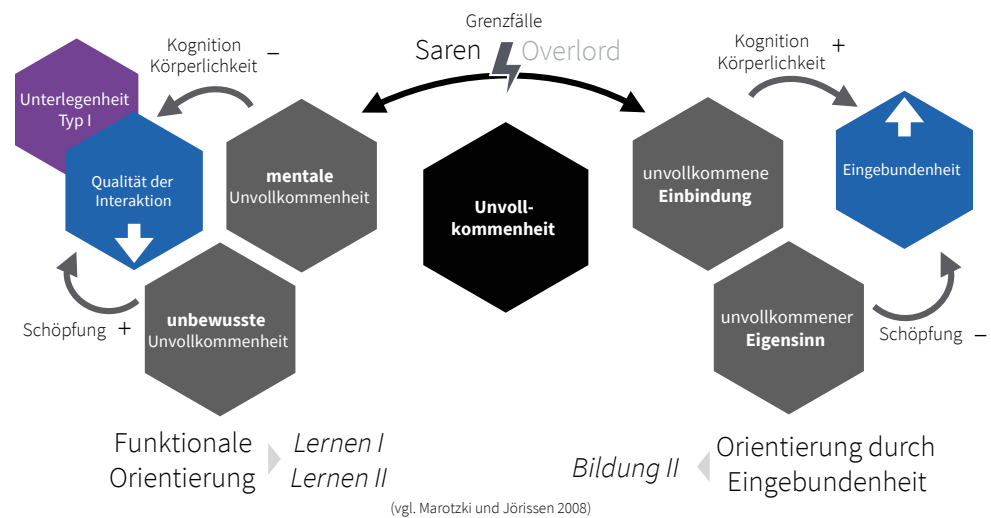 Grenzfälle
Saren Overlord
Kognition
Körperlichkeit –
Unterlegenheit
Typ I
Qualität der
Interaktion
mentale
Unvollkommenheit
Schöpfung +
unbewusste
Unvollkommenheit
Unvoll-
kommenheit
Kognition
Körperlichkeit +
unvollkommene
Einbindung
Eingebundenheit
unvollkommener
Eigensinn
Schöpfung –
Funktionale
Orientierung
Lernen I
Lernen II
Bildung II
Orientierung durch
Eingebundenheit
(vgl. Marotzki und Jörissen 2008)